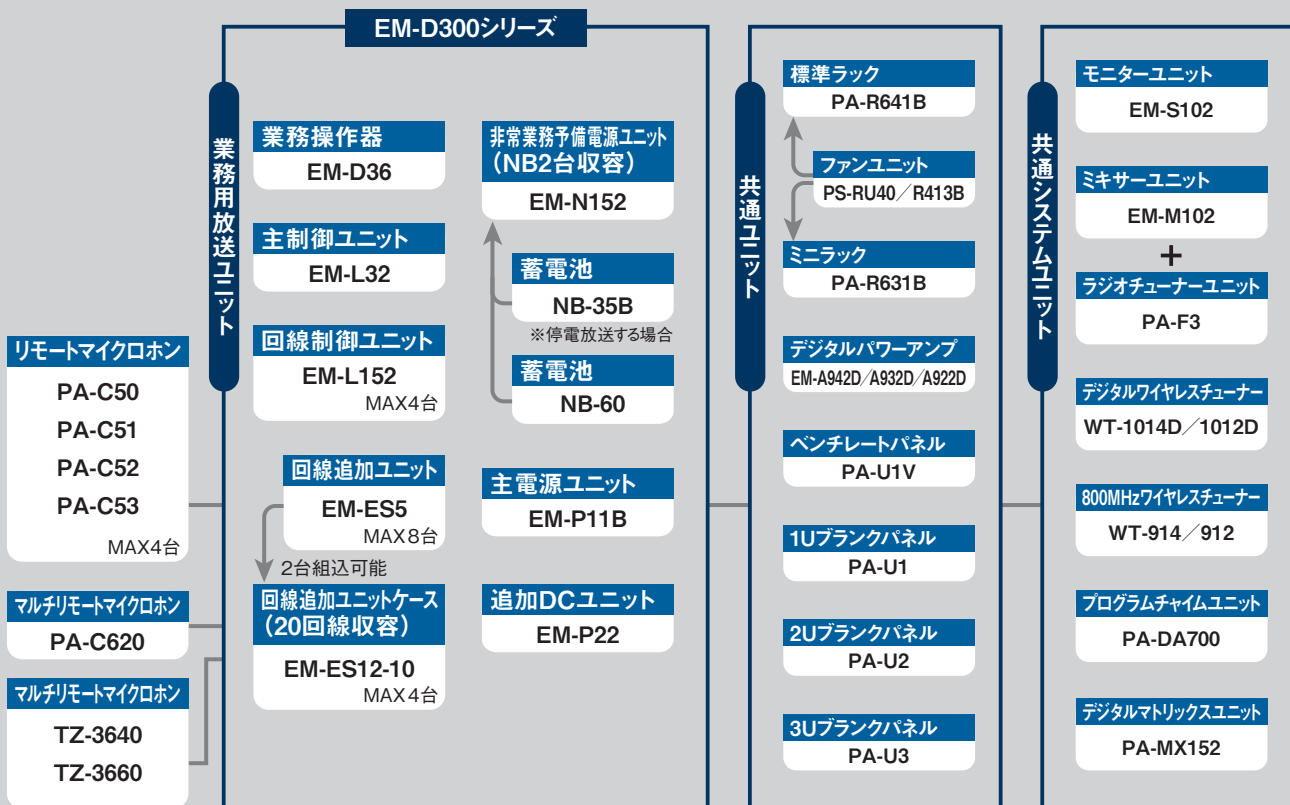 EM-D300シリーズ
リモートマイクロホン
PA-C50
PA-C51
PA-C52
PA-C53
MAX4台
マルチリモートマイクロホン
PA-C620
マルチリモートマイクロホン
TZ-3640
TZ-3660
業務用放送ユニット
業務操作器
EM-D36
主制御ユニット
EM-L32
回線制御ユニット
EM-L152
MAX4台
回線追加ユニット
EM-ES5
MAX8台
2台組込可能
回線追加ユニットケース
(20回線収容)
EM-ES12-10
MAX4台
非常業務予備電源ユニット
(NB2台収容)
EM-N152
蓄電池
NB-35B
※停電放送する場合
蓄電池
NB-60
主電源ユニット
EM-P11B
追加DCユニット
EM-P22
共通ユニット
標準ラック
PA-R641B
ファンユニット
PS-RU40/R413B
ミニラック
PA-R631B
デジタルパワーアンプ
EM-A942D/A932D/A922D
ベンチレートパネル
PA-U1V
1Uブランクパネル
PA-U1
2Uブランクパネル
PA-U2
3Uブランクパネル
PA-U3
共通システムユニット
モニターユニット
EM-S102
ミキサーユニット
EM-M102
+
ラジオチューナーユニット
PA-F3
デジタルワイヤレスチューナー
WT-1014D/1012D
800MHzワイヤレスチューナー
WT-914/912
プログラムチャイムユニット
PA-DA700
デジタルマトリックスユニット
PA-MX152